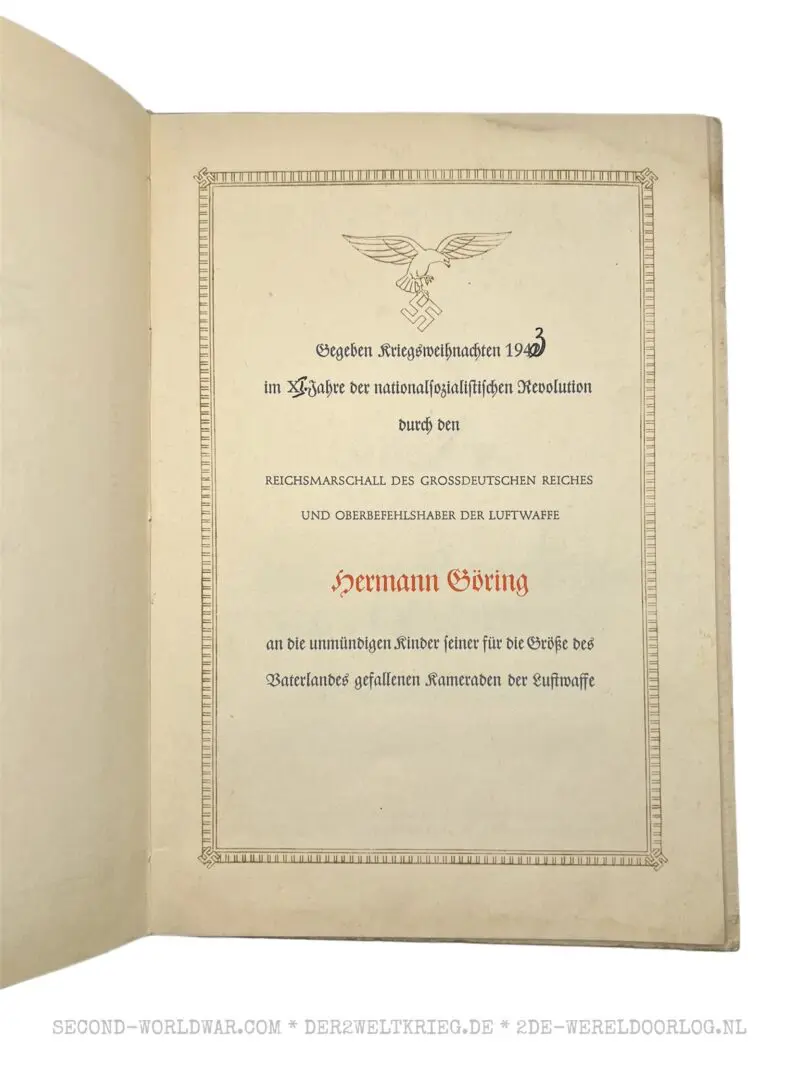 Gegeben Kriegsweihnachten 1943
im XI. Jahre der nationalsozialistischen Revolution
durch den
REICHSMARSCHALL DES GROSSDEUTSCHEN REICHES
UND OBERBEFEHLSHABER DER LUFTWAFFE
Hermann Göring
an die unmündigen Kinder seiner für die Größe des
Vaterlandes gefallenen Kameraden der Luftwaffe
SECOND-WORLDWAR.COM * DER2WELTKRIEG.DE * 2DE-WERELDOORLOG.NL